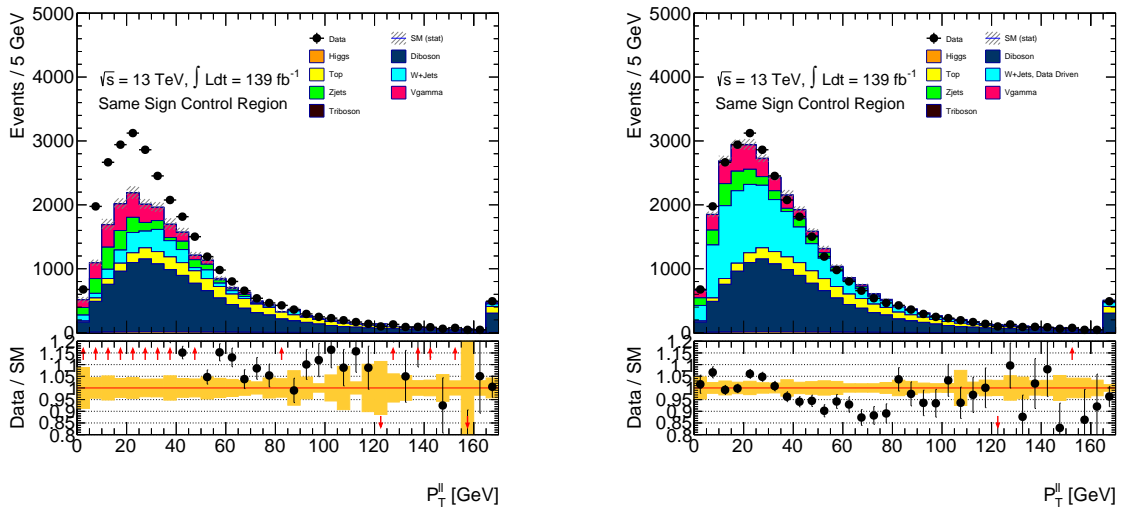 Events / 5 GeV
5000
4000
3000
2000
1000
0
Data
SM (stat)
Higgs
Diboson
Top
W+Jets
Zjets
Vgamma
Triboson
√s = 13 TeV, ∫ Ldt = 139 fb⁻¹
Same Sign Control Region
Data / SM
1.2
1.15
1.1
1.05
1
0.95
0.9
0.85
0.8
0 20 40 60 80 100 120 140 160
P_T^ll [GeV]
Events / 5 GeV
5000
4000
3000
2000
1000
0
Data
SM (stat)
Higgs
Diboson
Top
W+Jets, Data Driven
Zjets
Vgamma
Triboson
√s = 13 TeV, ∫ Ldt = 139 fb⁻¹
Same Sign Control Region
Data / SM
1.2
1.15
1.1
1.05
1
0.95
0.9
0.85
0.8
0 20 40 60 80 100 120 140 160
P_T^ll [GeV]